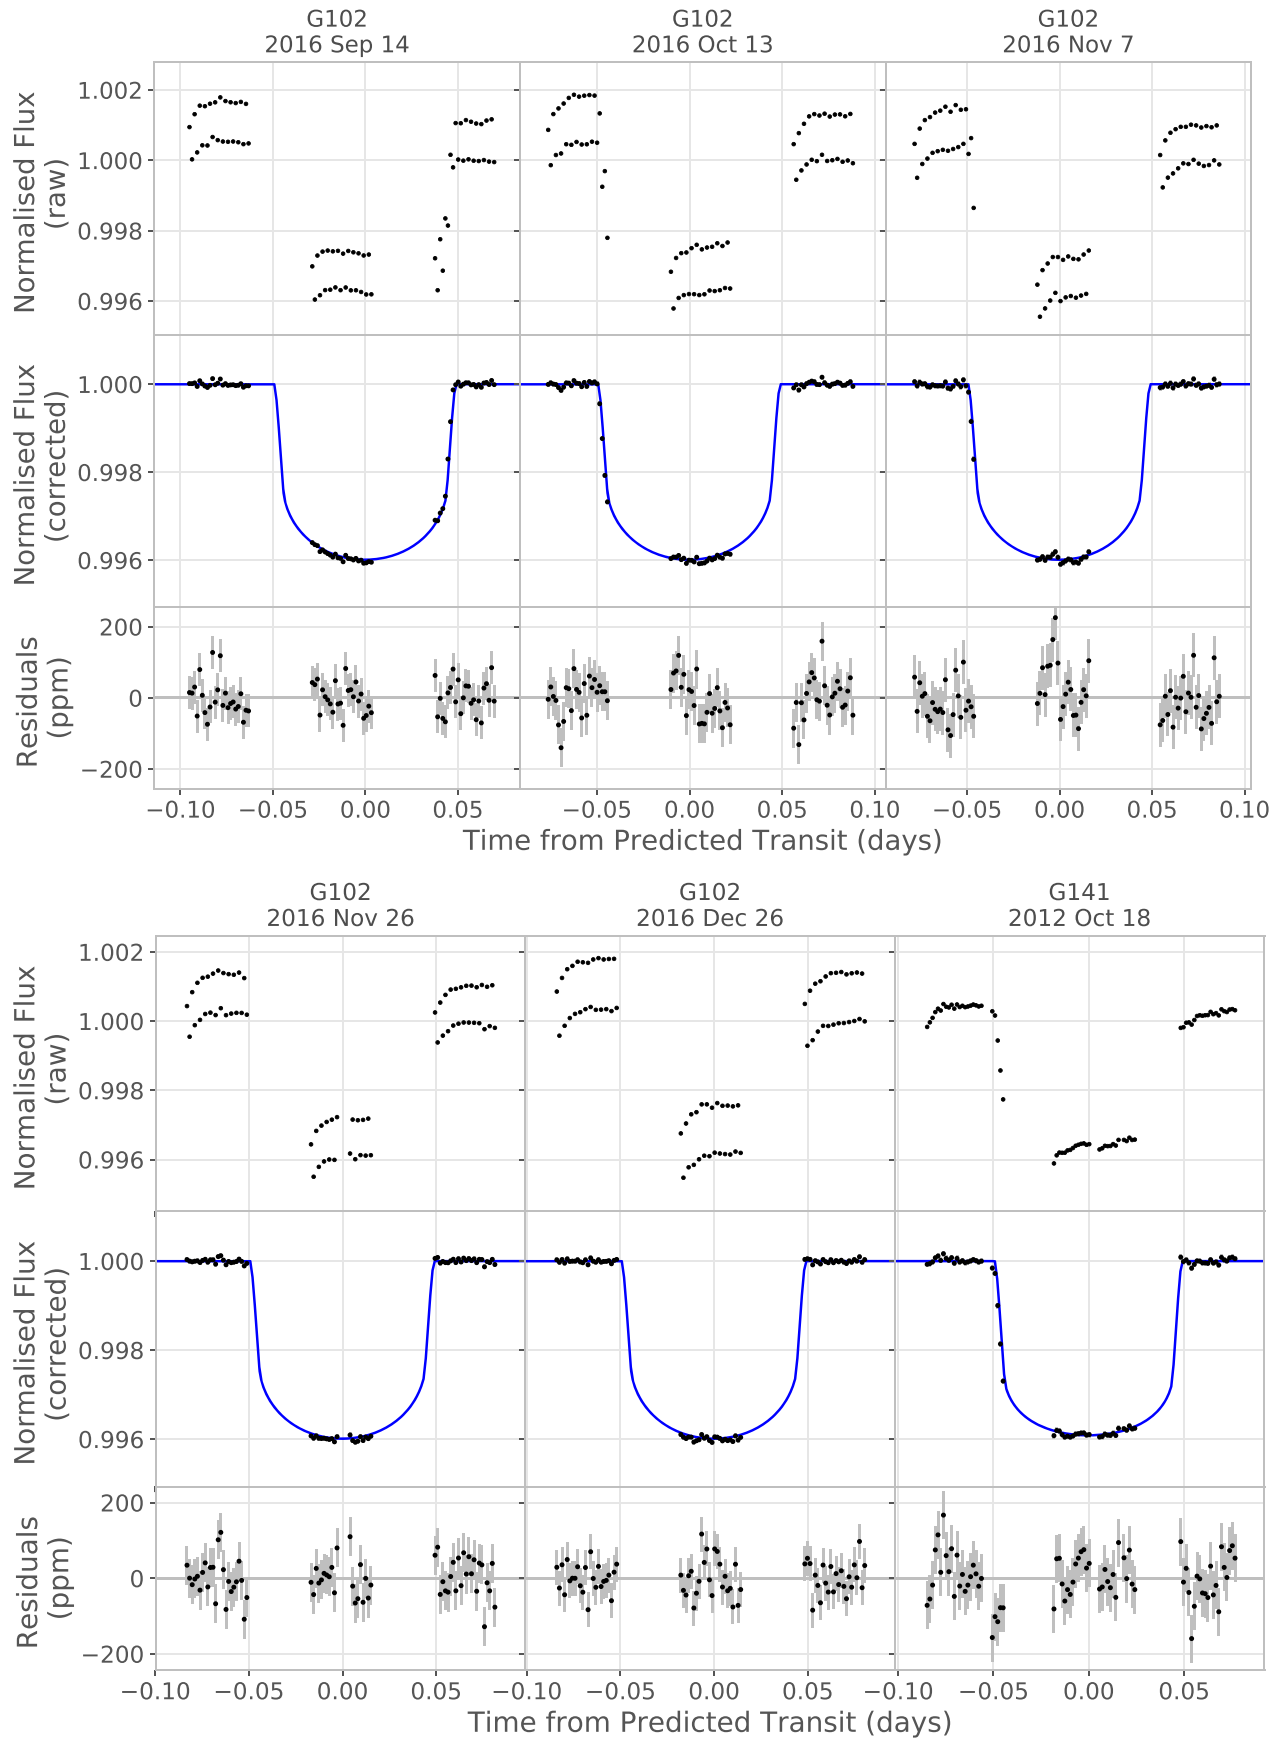 G102
2016 Sep 14
G102
2016 Oct 13
G102
2016 Nov 7
Normalised Flux
(raw)
1.002
1.000
0.998
0.996
Normalised Flux
(corrected)
1.000
0.998
0.996
Residuals
(ppm)
200
0
−200
−0.10 −0.05 0.00 0.05 −0.05 0.00 0.05 0.10 −0.05 0.00 0.05 0.10
Time from Predicted Transit (days)
G102
2016 Nov 26
G102
2016 Dec 26
G141
2012 Oct 18
Normalised Flux
(raw)
1.002
1.000
0.998
0.996
Normalised Flux
(corrected)
1.000
0.998
0.996
Residuals
(ppm)
200
0
−200
−0.10 −0.05 0.00 0.05 −0.10 −0.05 0.00 0.05 −0.10 −0.05 0.00 0.05
Time from Predicted Transit (days)